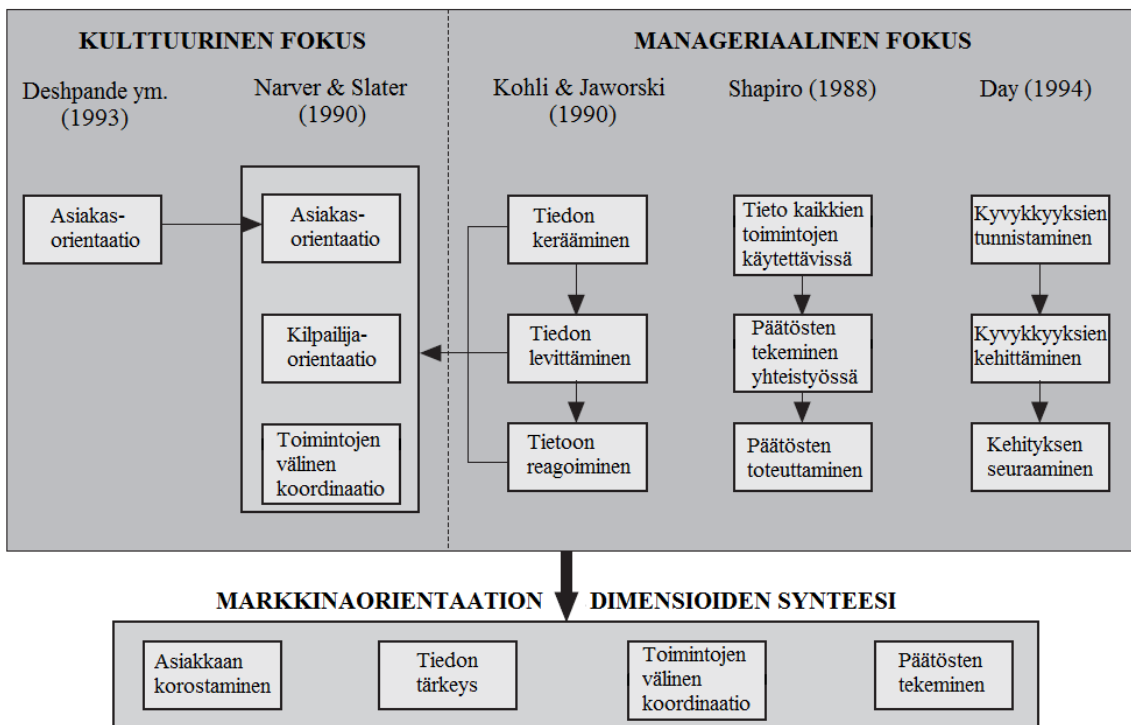 KULTTUURINEN FOKUS
MANAGERIAALINEN FOKUS
Deshpande ym.
(1993)
Narver & Slater
(1990)
Kohli & Jaworski
(1990)
Shapiro (1988)
Day (1994)
Asiakas-
orientaatio
Asiakas-
orientaatio
Kilpailija-
orientaatio
Toimintojen
välinen
koordinaatio
Tiedon
kerääminen
Tiedon
levittäminen
Tietoon
reagoiminen
Tieto kaikkien
toimintojen
käytettävissä
Päätösten
tekeminen
yhteistyössä
Päätösten
toteuttaminen
Kyvykkyyksien
tunnistaminen
Kyvykkyyksien
kehittäminen
Kehityksen
seuraaminen
MARKKINAORIENTAATION DIMENSIOIDEN SYNTEESI
Asiakkaan
korostaminen
Tiedon
tärkeys
Toimintojen
välinen
koordinaatio
Päätösten
tekeminen